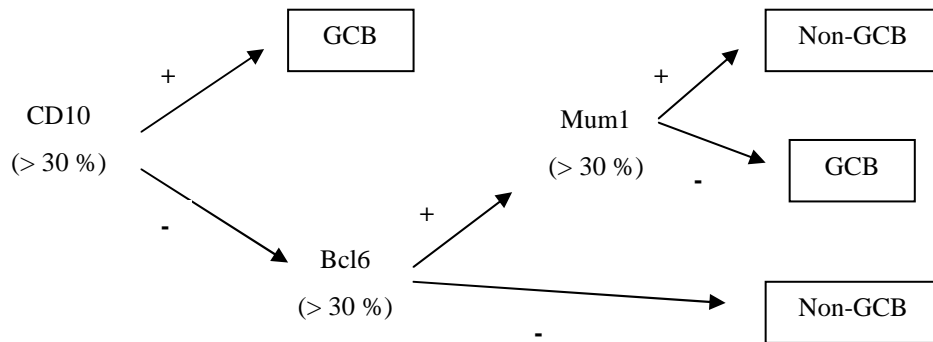 GCB
Non-GCB
+
+
CD10
(> 30 %)
Mum1
(> 30 %)
GCB
-
-
+
Bcl6
(> 30 %)
Non-GCB
-